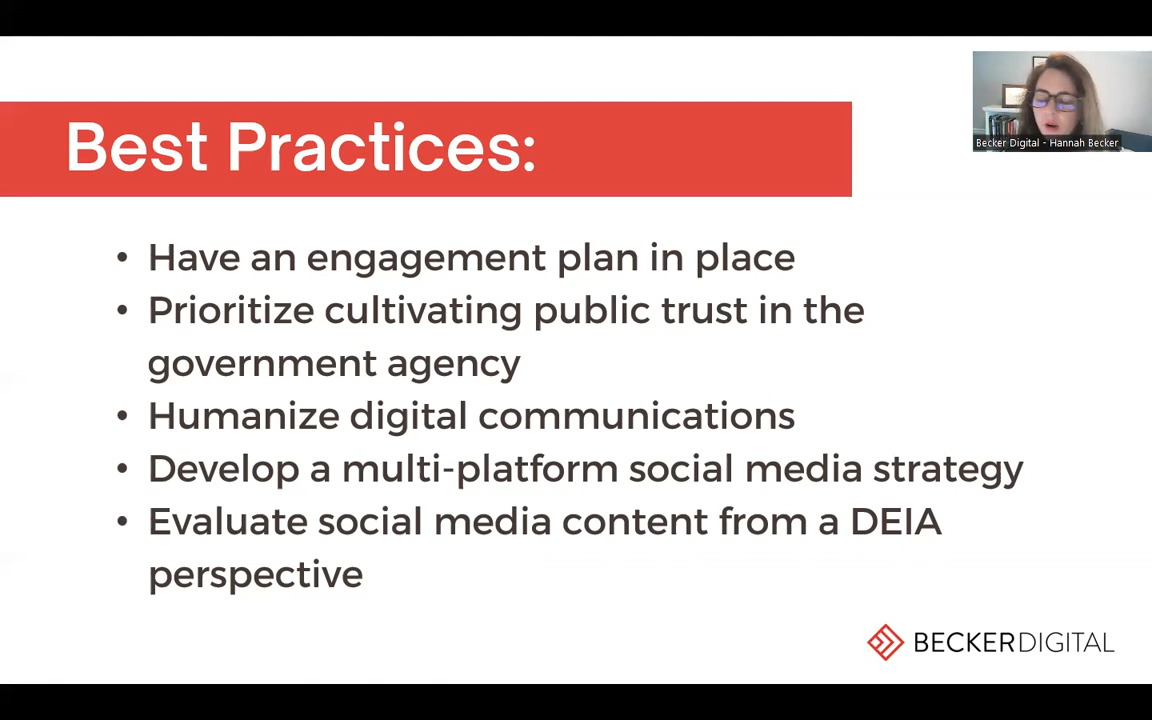 Best Practices:
Becker Digital - Hannah Becker
• Have an engagement plan in place
• Prioritize cultivating public trust in the
government agency
• Humanize digital communications
• Develop a multi-platform social media strategy
• Evaluate social media content from a DEIA
perspective
BECKERDIGITAL